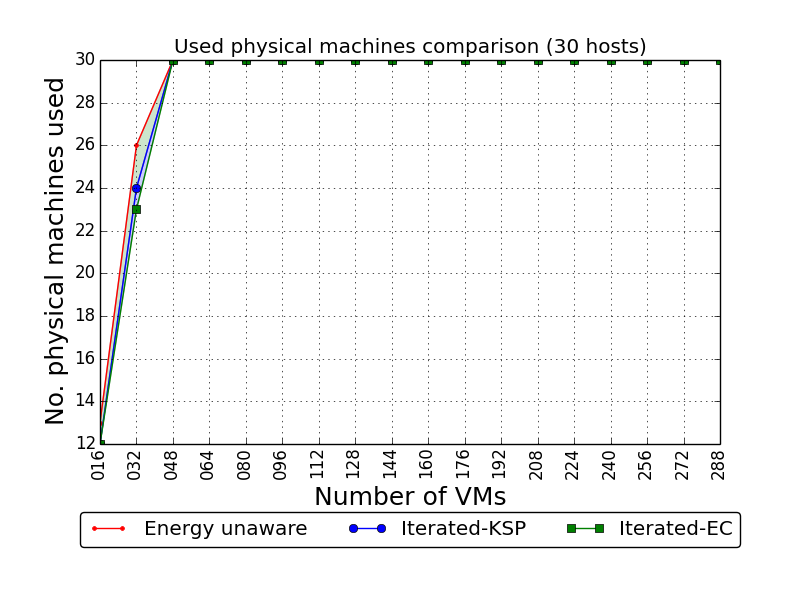 Used physical machines comparison (30 hosts)
No. physical machines used
30
28
26
24
22
20
18
16
14
12
016 032 048 064 080 096 112 128 144 160 176 192 208 224 240 256 272 288
Number of VMs
Energy unaware Iterated-KSP Iterated-EC